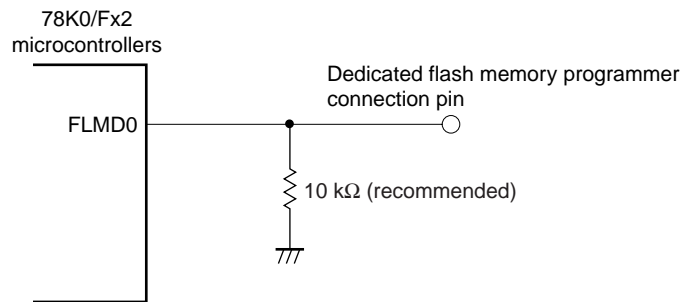 78K0/Fx2
microcontrollers
Dedicated flash memory programmer
connection pin
FLMD0
10 kΩ (recommended)